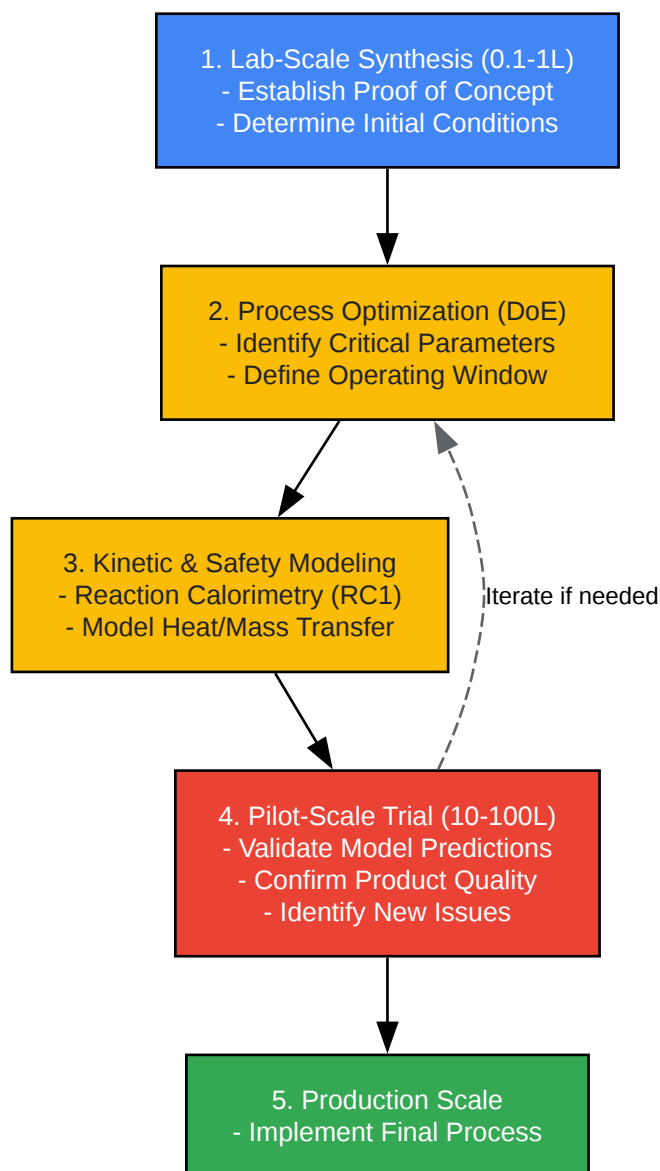 1. Lab-Scale Synthesis (0.1-1L)
- Establish Proof of Concept
- Determine Initial Conditions
2. Process Optimization (DoE)
- Identify Critical Parameters
- Define Operating Window
3. Kinetic & Safety Modeling
- Reaction Calorimetry (RC1)
- Model Heat/Mass Transfer
Iterate if needed
4. Pilot-Scale Trial (10-100L)
- Validate Model Predictions
- Confirm Product Quality
- Identify New Issues
5. Production Scale
- Implement Final Process